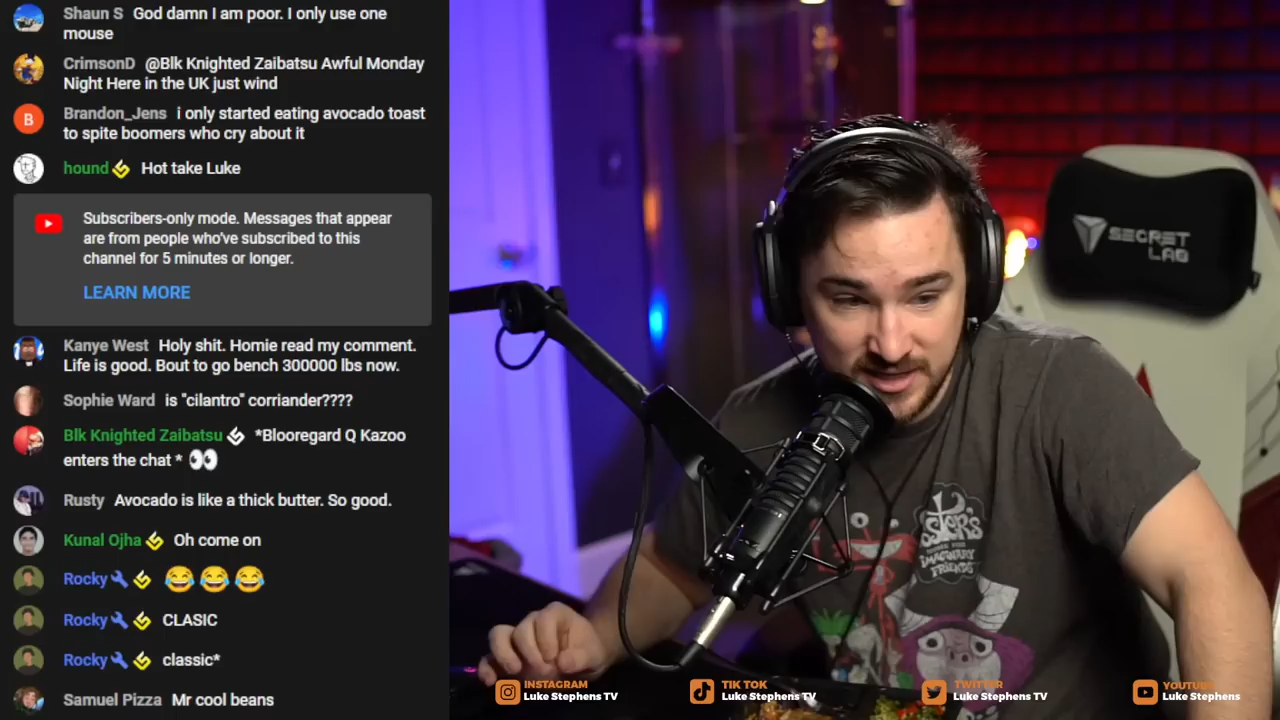 Shaun S God damn I am poor. I only use one
mouse
CrimsonD @Blk Knighted Zaibatsu Awful Monday
Night Here in the UK just wind
B
Brandon_Jens i only started eating avocado toast
to spite boomers who cry about it
hound Hot take Luke
Subscribers-only mode. Messages that appear
are from people who've subscribed to this
channel for 5 minutes or longer.
LEARN MORE
Kanye West Holy shit. Homie read my comment.
Life is good. Bout to go bench 300000 lbs now.
Sophie Ward is "cilantro" corriander????
Blk Knighted Zaibatsu *Blooregard Q Kazoo
enters the chat * 👀
Rusty Avocado is like a thick butter. So good.
Kunal Ojha Oh come on
Rocky 😂 😂 😂
Rocky CLASIC
Rocky classic*
Samuel Pizza Mr cool beans
SECRET
LAB
IMAGINARY
FRIENDS
INSTAGRAM
Luke Stephens TV
TIK TOK
Luke Stephens TV
TWITTER
Luke Stephens TV
YOUTUBE
Luke Stephens